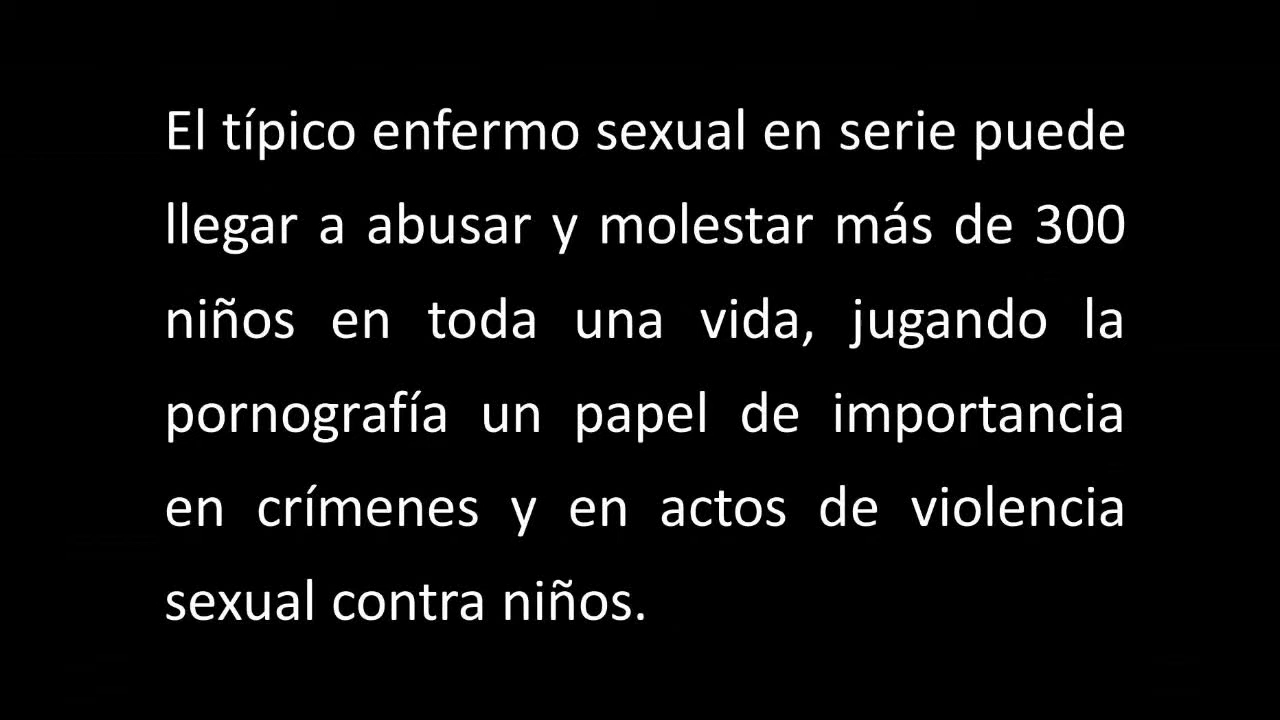 El típico enfermo sexual en serie puede
llegar a abusar y molestar más de 300
niños en toda una vida, jugando la
pornografía un papel de importancia
en crímenes y en actos de violencia
sexual contra niños.